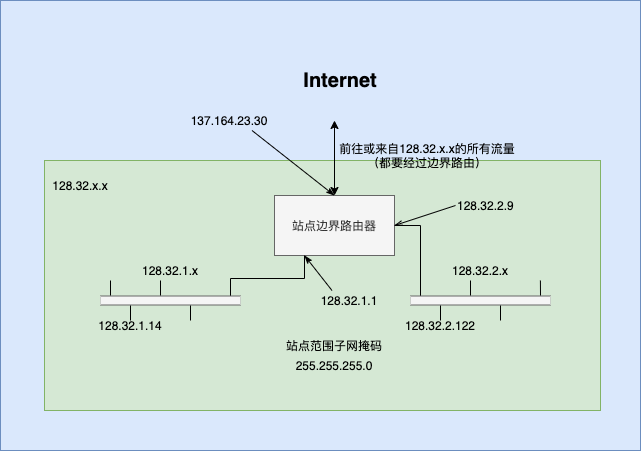 Internet
137.164.23.30
前往或来自128.32.x.x的所有流量
（都要经过边界路由）
128.32.x.x
128.32.2.9
站点边界路由器
128.32.1.x
128.32.2.x
128.32.1.1
128.32.1.14
128.32.2.122
站点范围子网掩码
255.255.255.0